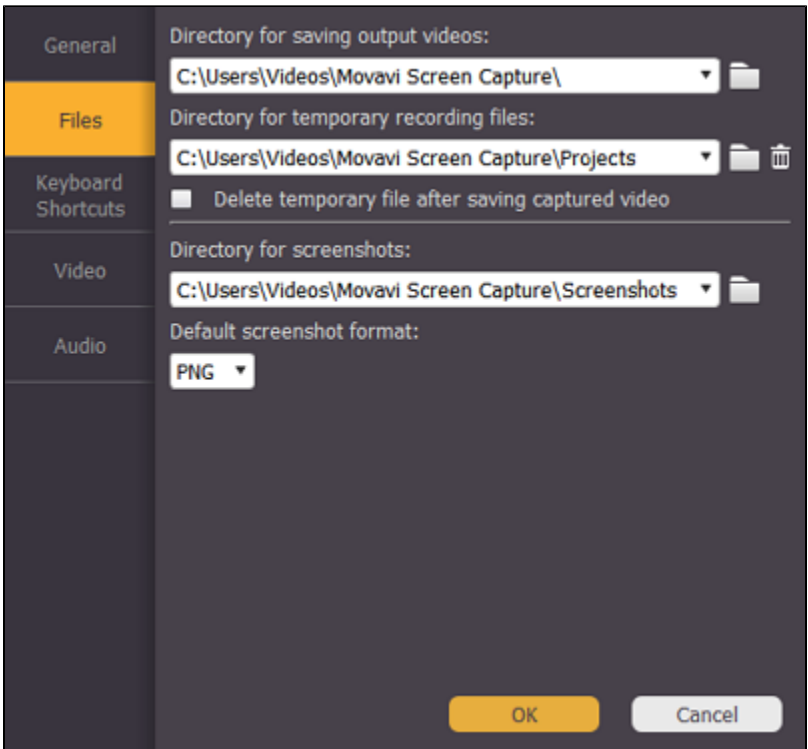 General
Files
Keyboard
Shortcuts
Video
Audio
Directory for saving output videos:
C:\Users\Videos\Movavi Screen Capture\
Directory for temporary recording files:
C:\Users\Videos\Movavi Screen Capture\Projects
Delete temporary file after saving captured video
Directory for screenshots:
C:\Users\Videos\Movavi Screen Capture\Screenshots
Default screenshot format:
PNG
OK
Cancel